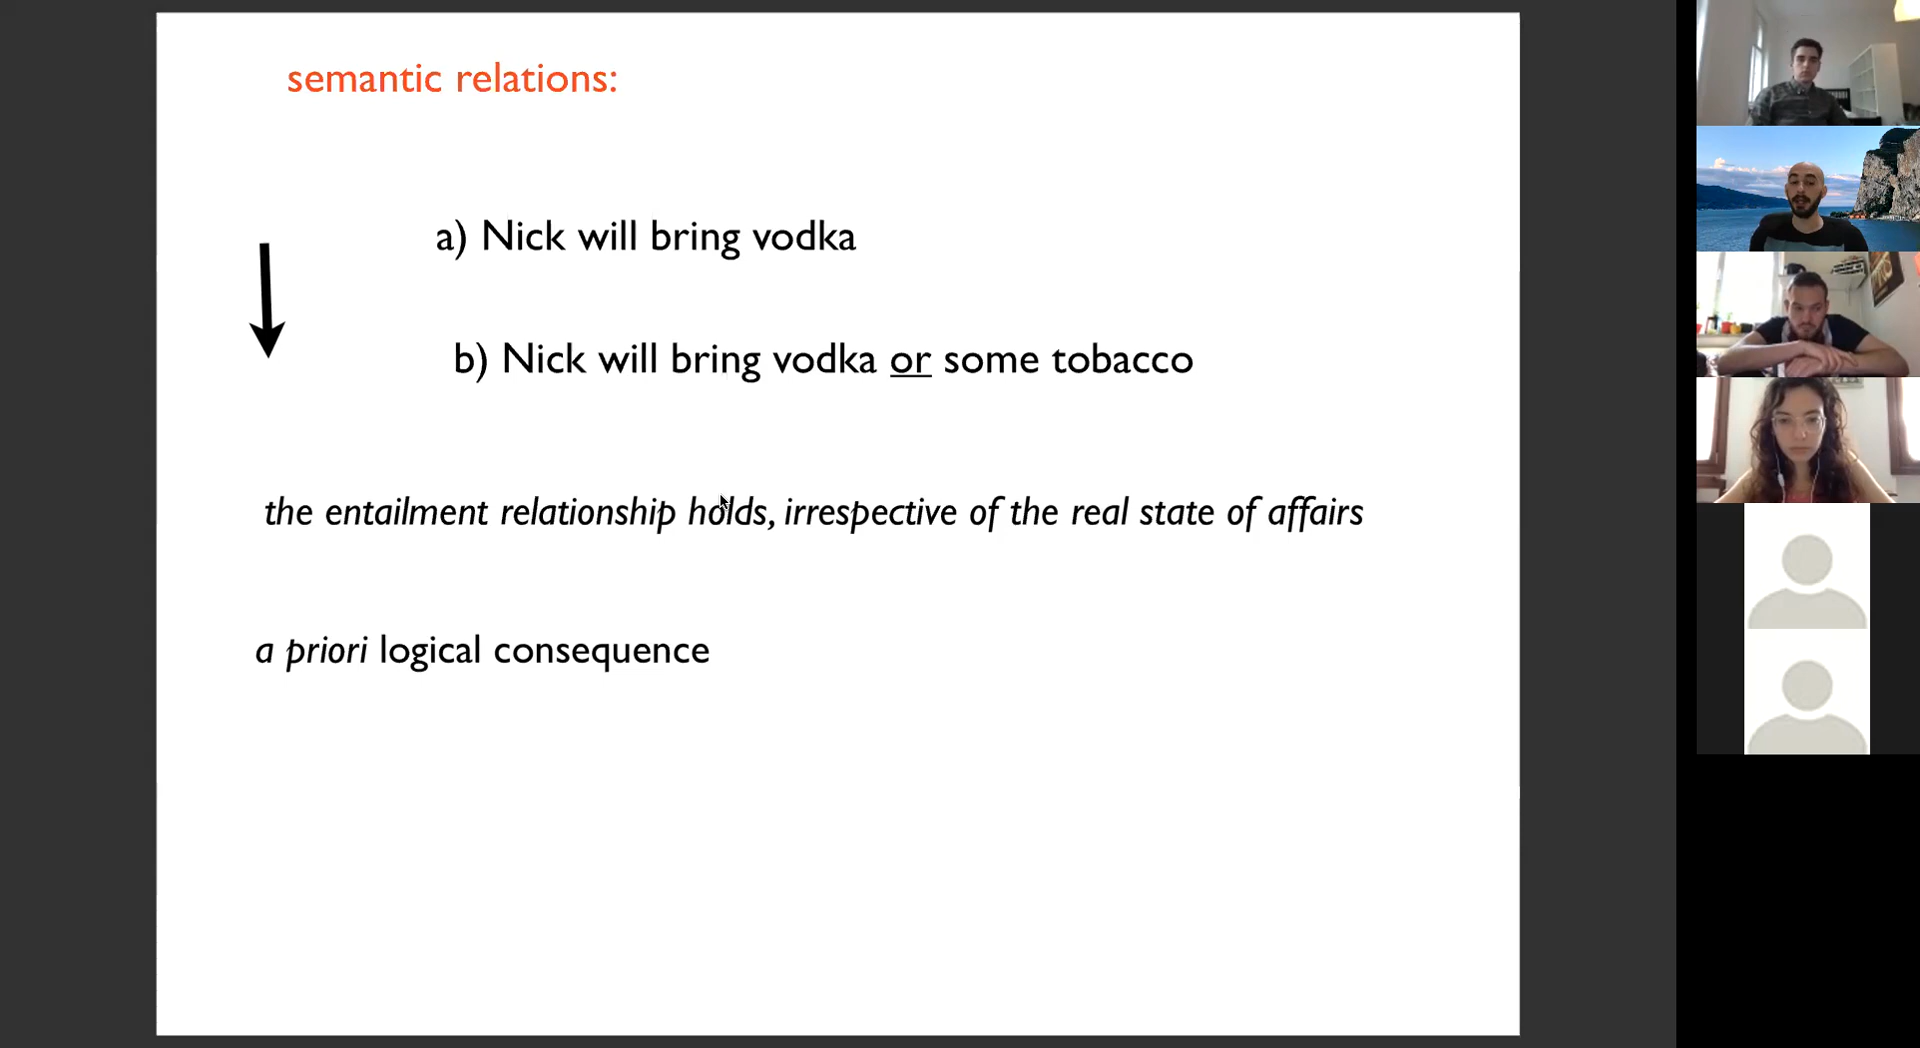 semantic relations:
a) Nick will bring vodka
b) Nick will bring vodka or some tobacco
the entailment relationship holds, irrespective of the real state of affairs
a priori logical consequence